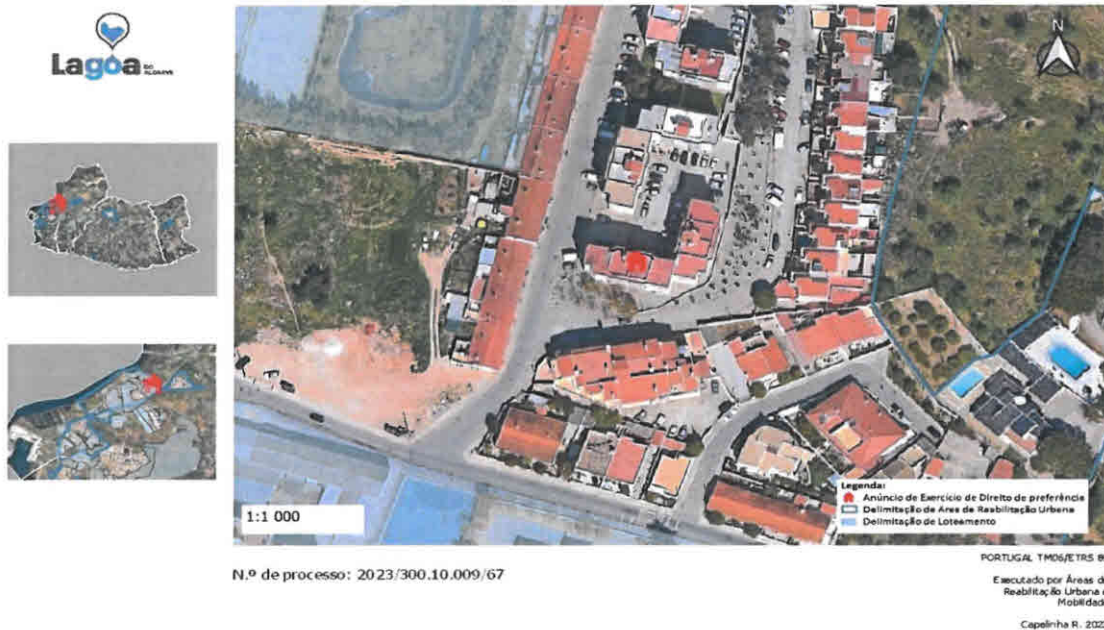 Lagoa DO ALGARVE
N
1:1 000
Legenda:
Anúncio de Exercício de Direito de preferência
Delimitação de Área de Reabilitação Urbana
Delimitação de Loteamento
N.º de processo: 2023/300.10.009/67
PORTUGAL TM06/ETRS
Executado por Áreas
Reabilitação Urbana
Capelinha R.